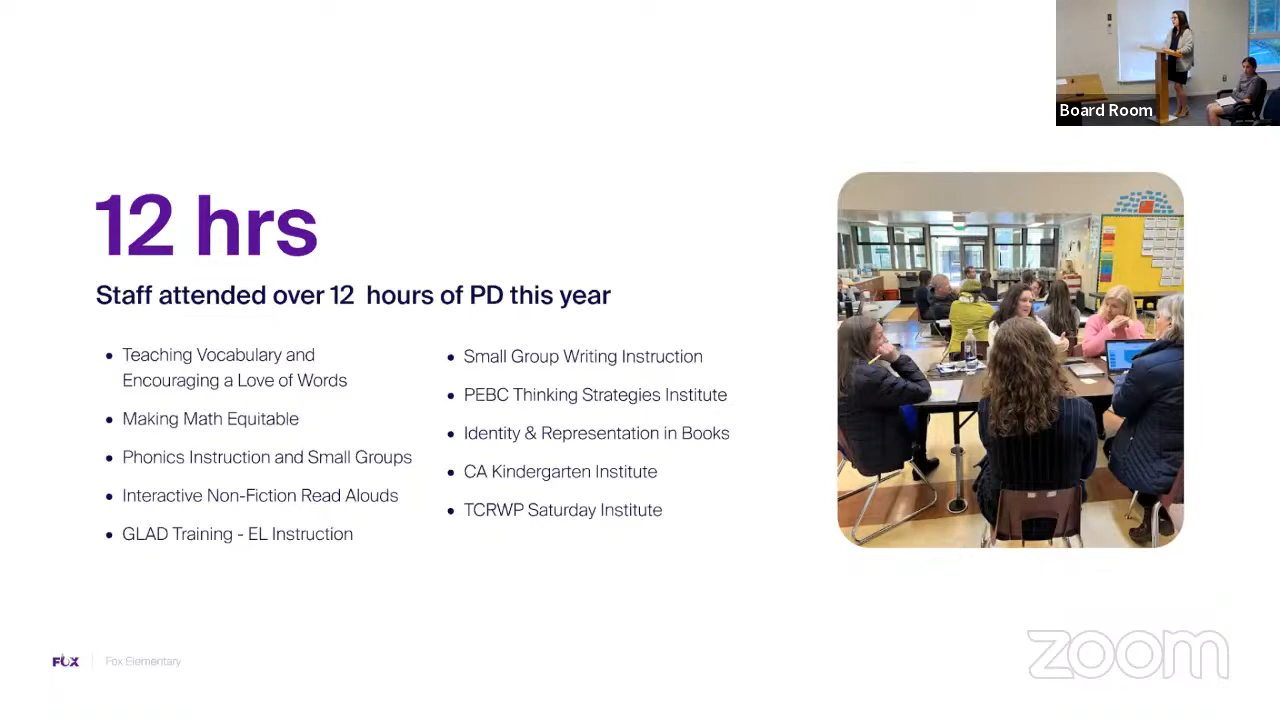 Board Room
12 hrs
Staff attended over 12 hours of PD this year
Teaching Vocabulary and
Encouraging a Love of Words
Making Math Equitable
Phonics Instruction and Small Groups
Interactive Non-Fiction Read Alouds
GLAD Training - EL Instruction
Small Group Writing Instruction
PEBC Thinking Strategies Institute
Identity & Representation in Books
CA Kindergarten Institute
TCRWP Saturday Institute
FOX
Fox Elementary
zoom